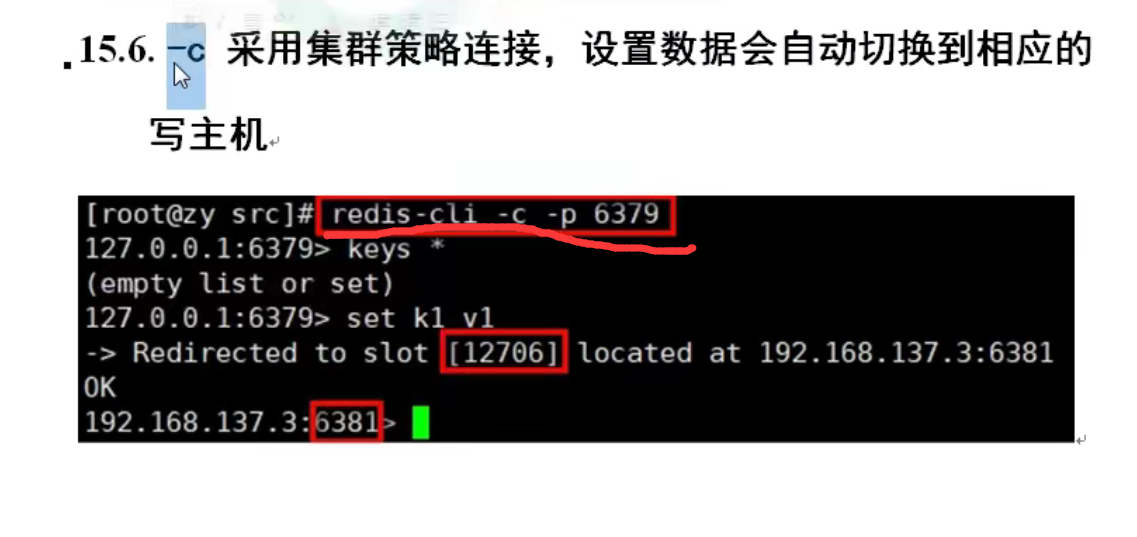 15.6. -c 采用集群策略连接，设置数据会自动切换到相应的
写主机
[root@zy src]# redis-cli -c -p 6379
127.0.0.1:6379> keys *
(empty list or set)
127.0.0.1:6379> set k1 v1
-> Redirected to slot [12706] located at 192.168.137.3:6381
OK
192.168.137.3:6381>